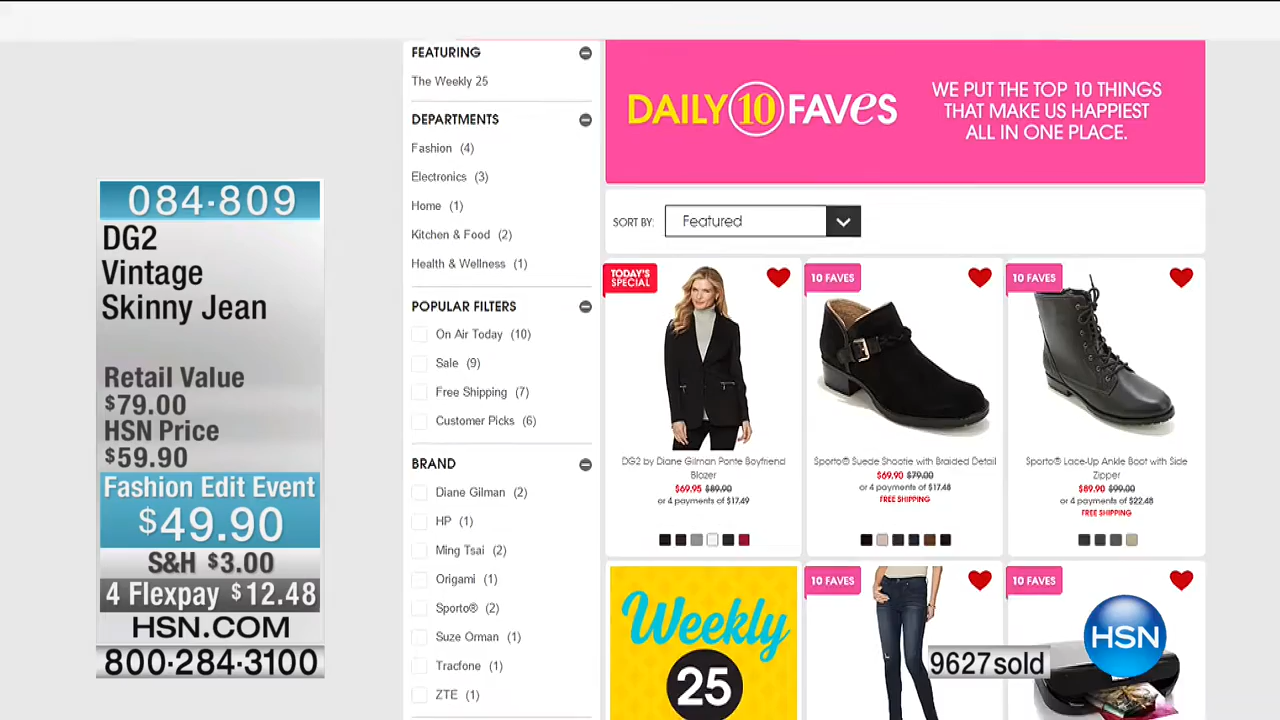 084-809
DG2
Vintage
Skinny Jean
Retail Value
$79.00
HSN Price
$59.90
Fashion Edit Event
$49.90
S&H $3.00
4 Flexpay $12.48
HSN.COM
800-284-3100
FEATURING
The Weekly 25
DEPARTMENTS
Fashion (4)
Electronics (3)
Home (1)
Kitchen & Food (2)
Health & Wellness (1)
POPULAR FILTERS
On Air Today (10)
Sale (9)
Free Shipping (7)
Customer Picks (6)
BRAND
Diane Gilman (2)
HP (1)
Ming Tsai (2)
Origami (1)
Sporto® (2)
Suze Orman (1)
Tracfone (1)
ZTE (1)
DAILY 10 FAVES
WE PUT THE TOP 10 THINGS
THAT MAKE US HAPPIEST
ALL IN ONE PLACE.
SORT BY: Featured
TODAY'S
SPECIAL
DG2 by Diane Gilman Ponte Boyfriend
Blazer
$69.95 $89.90
or 4 payments of $17.49
10 FAVES
Sporto® Suede Shootie with Braided Detail
$69.90 $79.00
or 4 payments of $17.48
FREE SHIPPING
10 FAVES
Sporto® Lace-Up Ankle Boot with Side
Zipper
$89.90 $99.00
or 4 payments of $22.48
FREE SHIPPING
Weekly
25
10 FAVES
10 FAVES
9627sold
HSN